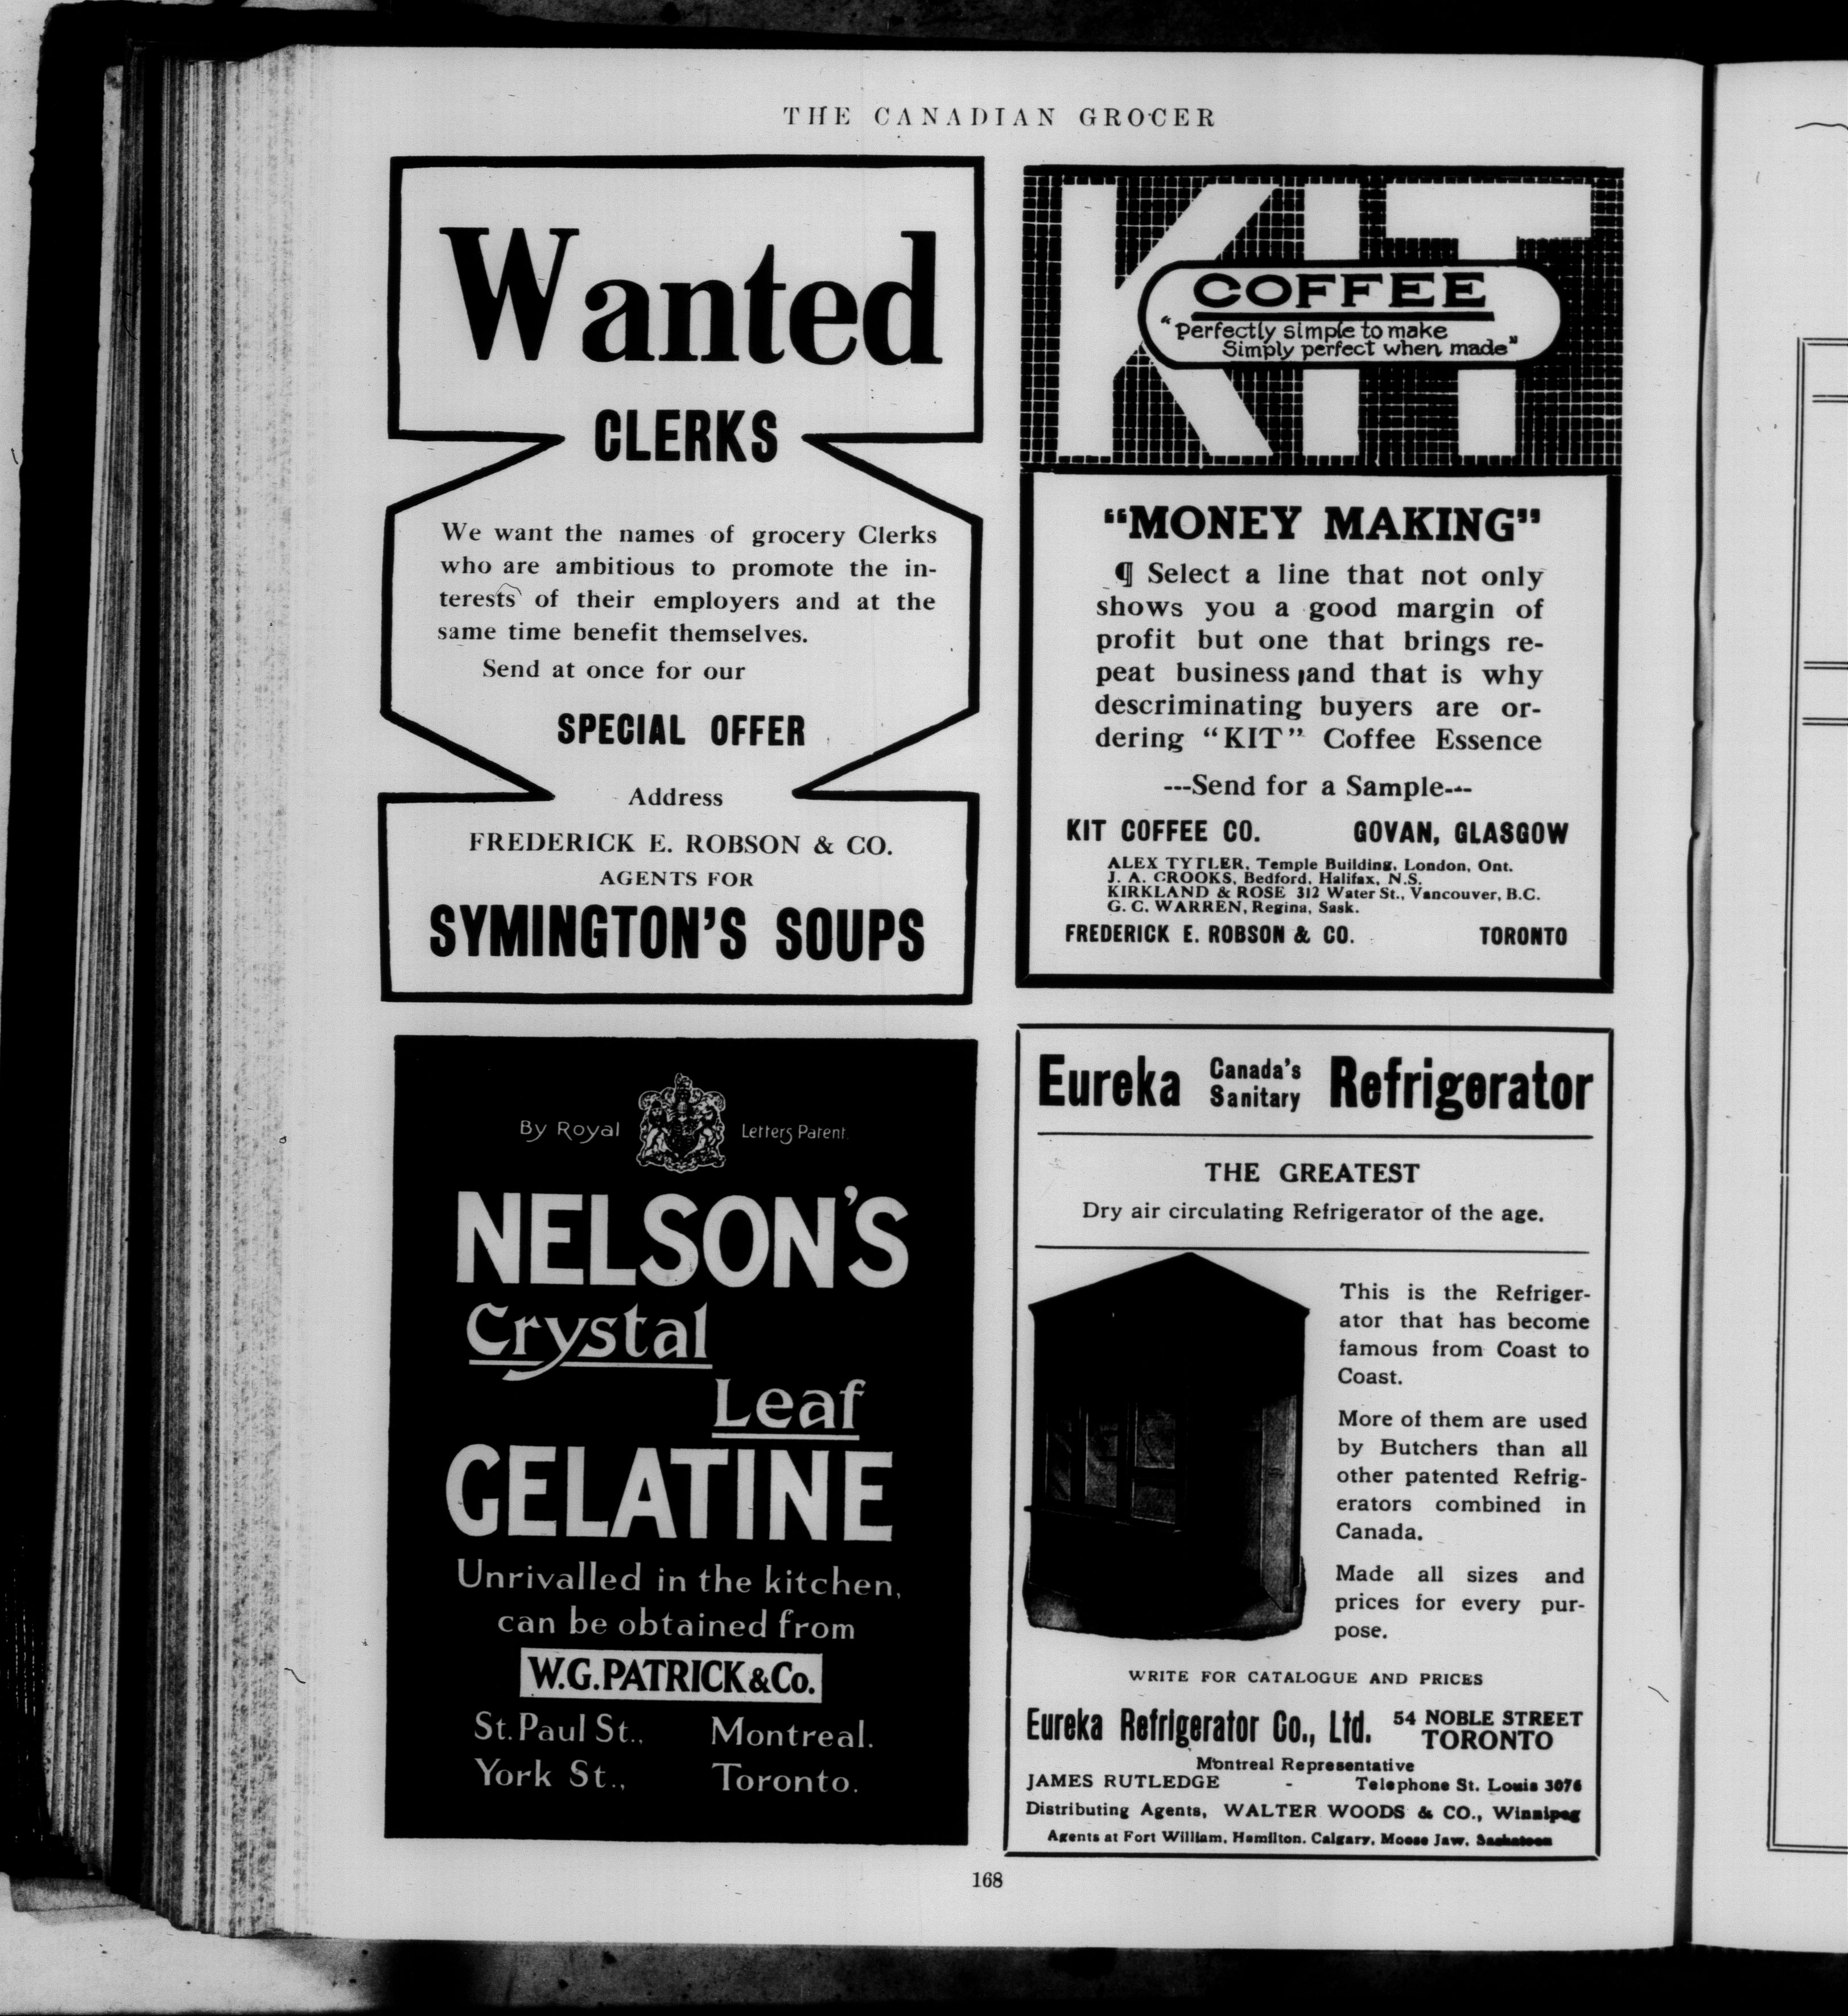 THE CANADIAN GROCER
Wanted
CLERKS
We want the names of grocery Clerks
who are ambitious to promote the in-
terests of their employers and at the
same time benefit themselves.
Send at once for our
SPECIAL OFFER
Address
FREDERICK E. ROBSON & CO.
AGENTS FOR
SYMINGTON'S SOUPS
KIT
COFFEE
"Perfectly simple to make
Simply perfect when made"
"MONEY MAKING"
¶ Select a line that not only
shows you a good margin of
profit but one that brings re-
peat business and that is why
descriminating buyers are or-
dering "KIT" Coffee Essence
---Send for a Sample---
KIT COFFEE CO. GOVAN, GLASGOW
ALEX TYTLER, Temple Building, London, Ont.
J. A. CROOKS, Bedford, Halifax, N.S.
KIRKLAND & ROSE 312 Water St., Vancouver, B.C.
G. C. WARREN, Regina, Sask.
FREDERICK E. ROBSON & CO. TORONTO
By Royal Letters Patent.
NELSON'S
Crystal
Leaf
GELATINE
Unrivalled in the kitchen,
can be obtained from
W.G. PATRICK & Co.
St. Paul St., Montreal.
York St., Toronto.
Eureka Canada's Sanitary Refrigerator
THE GREATEST
Dry air circulating Refrigerator of the age.
This is the Refriger-
ator that has become
famous from Coast to
Coast.
More of them are used
by Butchers than all
other patented Refrig-
erators combined in
Canada.
Made all sizes and
prices for every pur-
pose.
WRITE FOR CATALOGUE AND PRICES
Eureka Refrigerator Co., Ltd. 54 NOBLE STREET
TORONTO
Montreal Representative
JAMES RUTLEDGE - Telephone St. Louis 3076
Distributing Agents, WALTER WOODS & CO., Winnipeg
Agents at Fort William, Hamilton, Calgary, Moose Jaw, Saskatoon
168